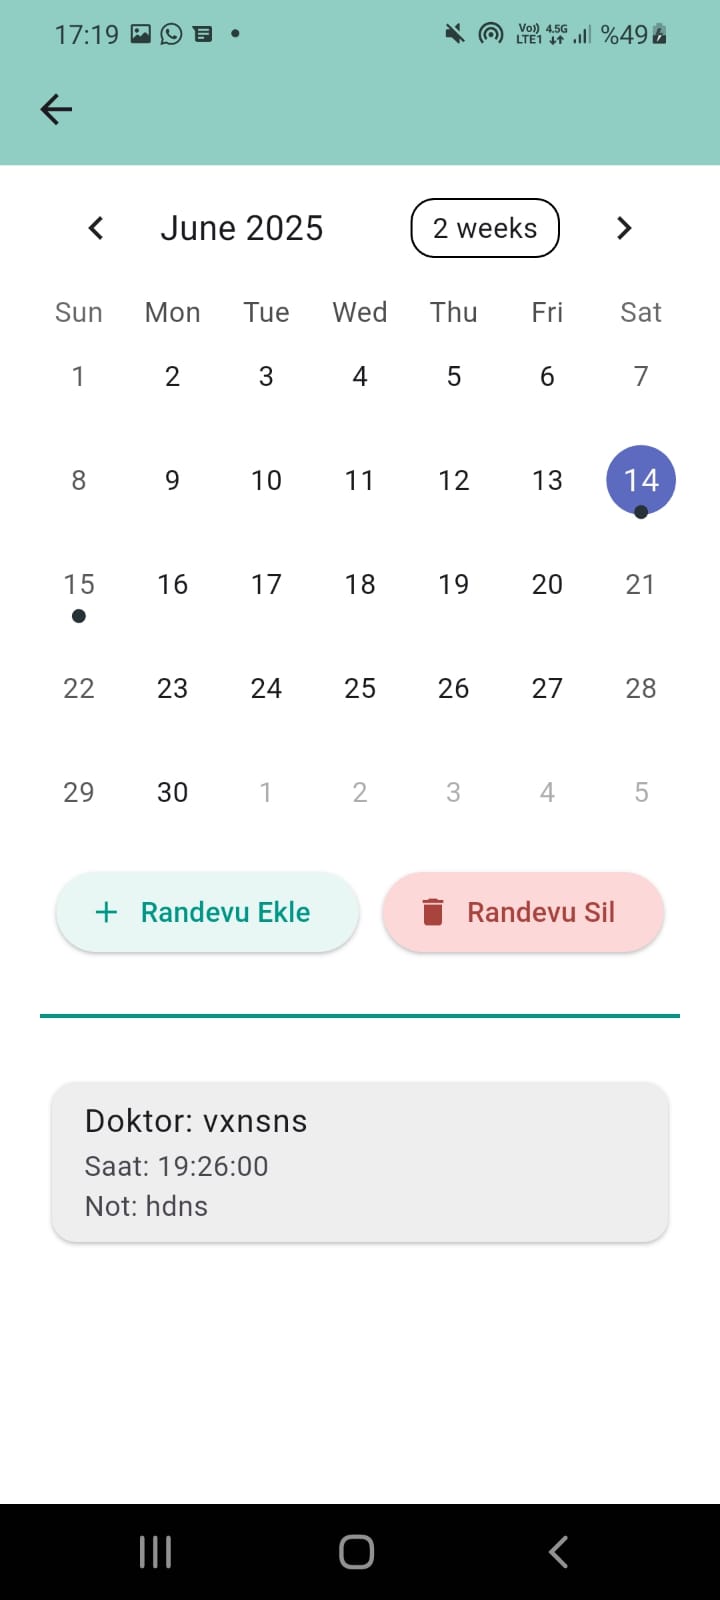 17:19 Vo)) LTE1 4.5G %49
June 2025 2 weeks
Sun Mon Tue Wed Thu Fri Sat
1 2 3 4 5 6 7
8 9 10 11 12 13 14
15 16 17 18 19 20 21
22 23 24 25 26 27 28
29 30 1 2 3 4 5
+ Randevu Ekle Randevu Sil
Doktor: vxnsns
Saat: 19:26:00
Not: hdns